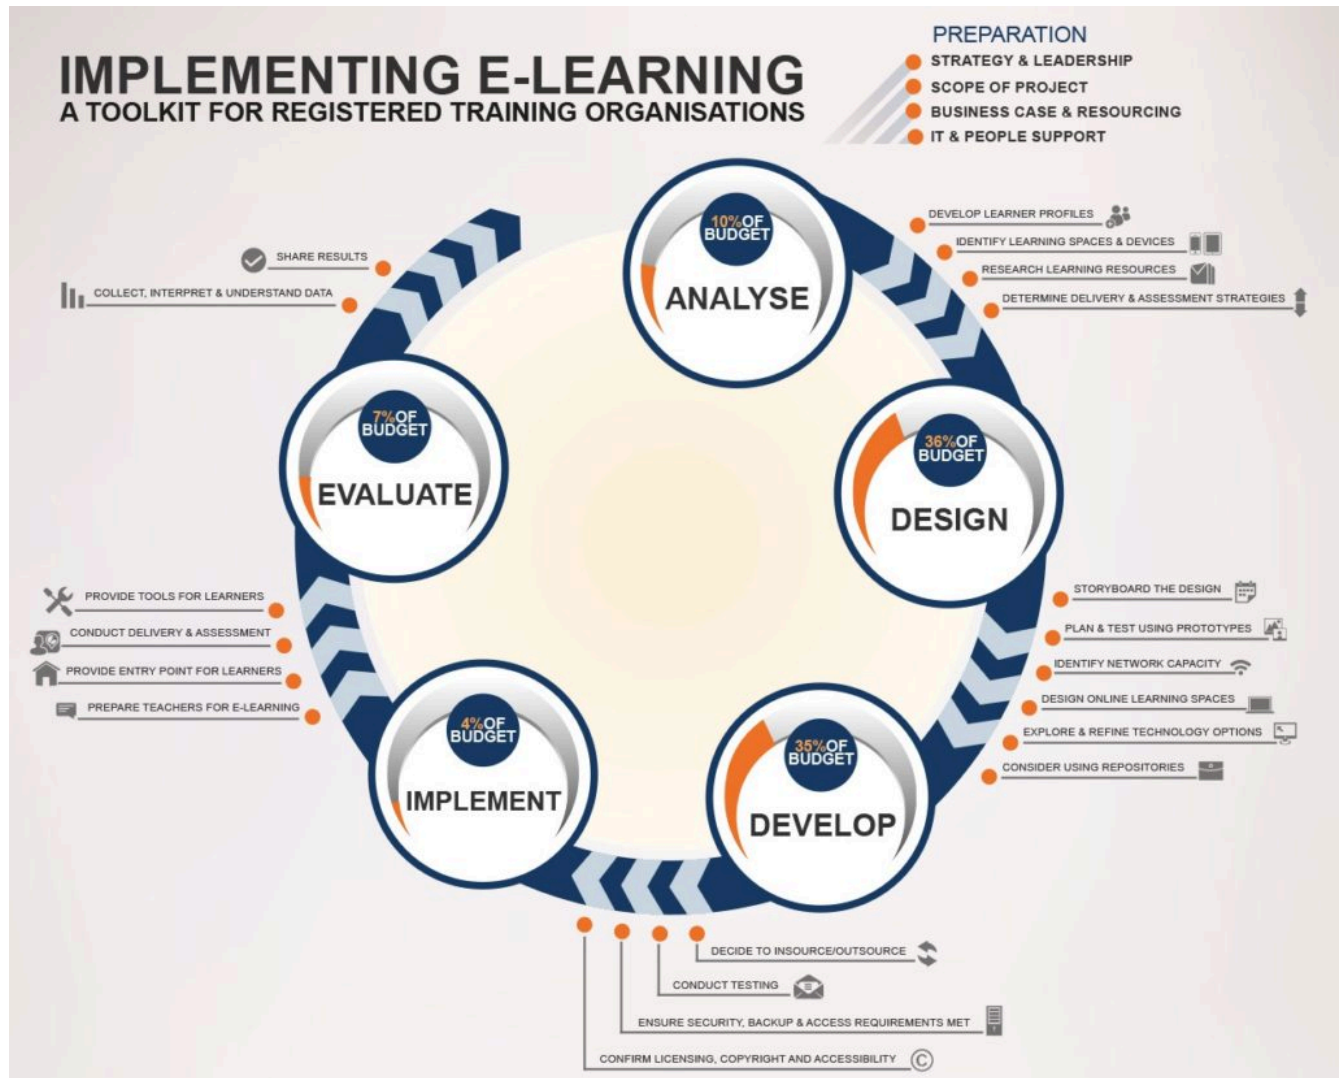 IMPLEMENTING E-LEARNING
A TOOLKIT FOR REGISTERED TRAINING ORGANISATIONS
PREPARATION
STRATEGY & LEADERSHIP
SCOPE OF PROJECT
BUSINESS CASE & RESOURCING
IT & PEOPLE SUPPORT
10% OF
BUDGET
ANALYSE
DEVELOP LEARNER PROFILES
IDENTIFY LEARNING SPACES & DEVICES
RESEARCH LEARNING RESOURCES
DETERMINE DELIVERY & ASSESSMENT STRATEGIES
36% OF
BUDGET
DESIGN
STORYBOARD THE DESIGN
PLAN & TEST USING PROTOTYPES
IDENTIFY NETWORK CAPACITY
DESIGN ONLINE LEARNING SPACES
EXPLORE & REFINE TECHNOLOGY OPTIONS
CONSIDER USING REPOSITORIES
35% OF
BUDGET
DEVELOP
DECIDE TO INSOURCE/OUTSOURCE
CONDUCT TESTING
ENSURE SECURITY, BACKUP & ACCESS REQUIREMENTS MET
CONFIRM LICENSING, COPYRIGHT AND ACCESSIBILITY ©
4% OF
BUDGET
IMPLEMENT
PROVIDE TOOLS FOR LEARNERS
CONDUCT DELIVERY & ASSESSMENT
PROVIDE ENTRY POINT FOR LEARNERS
PREPARE TEACHERS FOR E-LEARNING
7% OF
BUDGET
EVALUATE
SHARE RESULTS
COLLECT, INTERPRET & UNDERSTAND DATA